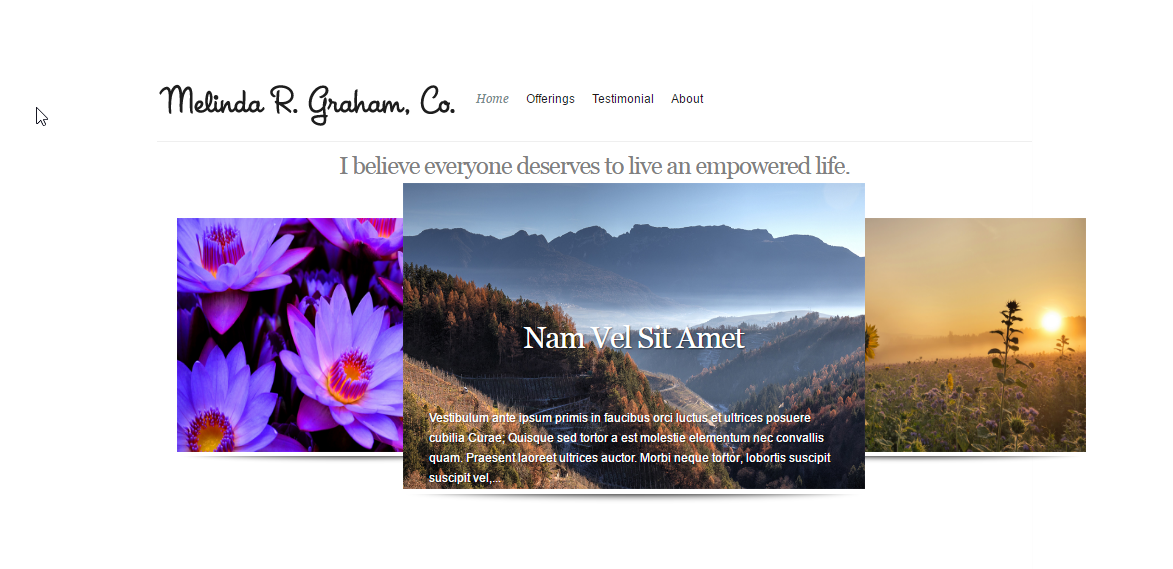 Melinda R. Graham, Co.
Home Offerings Testimonial About
I believe everyone deserves to live an empowered life.
Nam Vel Sit Amet
Vestibulum ante ipsum primis in faucibus orci luctus et ultrices posuere
cubilia Curae; Quisque sed tortor a est molestie elementum nec convallis
quam. Praesent laoreet ultrices auctor. Morbi neque tortor, lobortis suscipit
suscipit vel,...